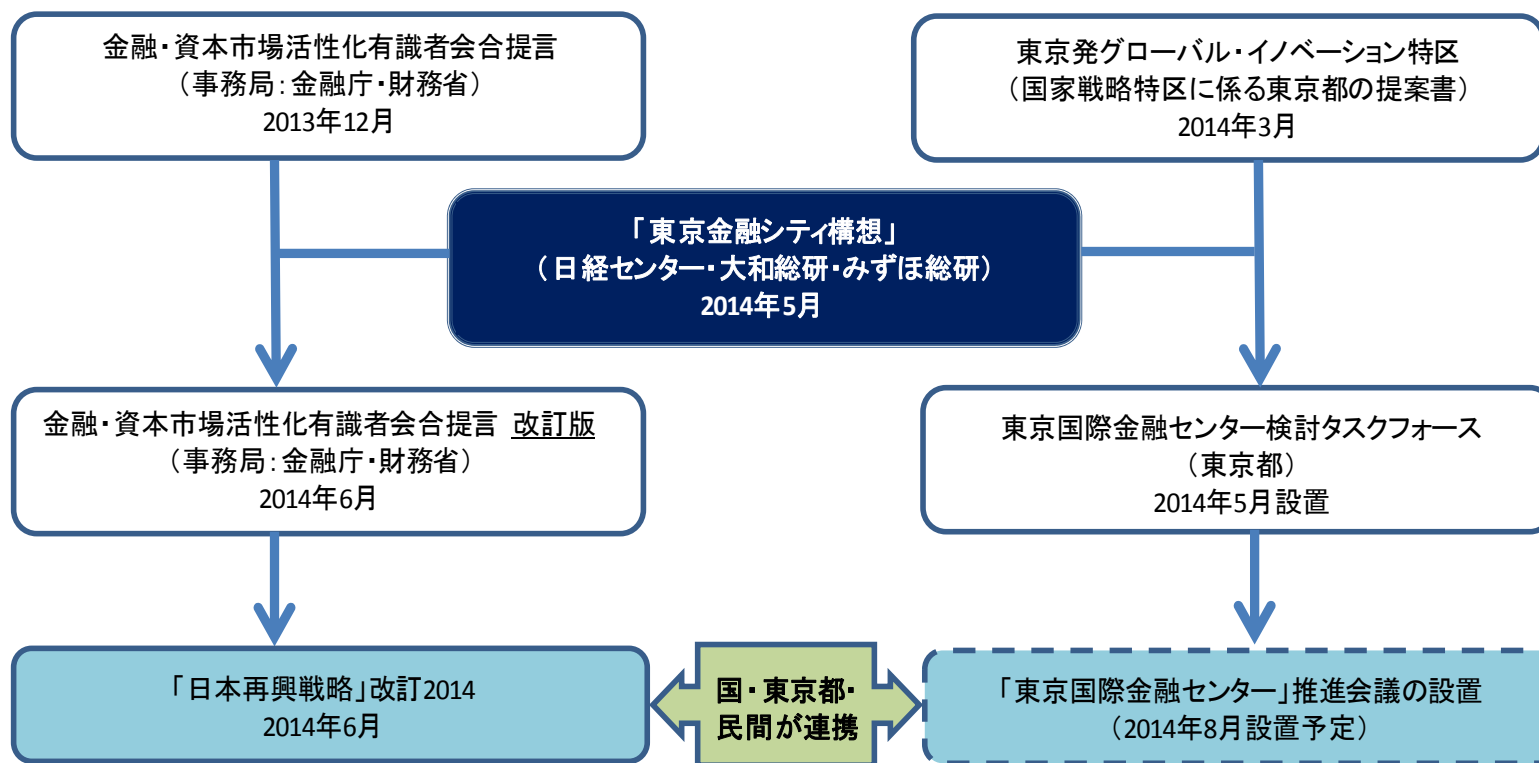 金融・資本市場活性化有識者会合提言
（事務局：金融庁・財務省）
2013年12月
東京発グローバル・イノベーション特区
（国家戦略特区に係る東京都の提案書）
2014年3月
「東京金融シティ構想」
（日経センター・大和総研・みずほ総研）
2014年5月
金融・資本市場活性化有識者会合提言 改訂版
（事務局：金融庁・財務省）
2014年6月
東京国際金融センター検討タスクフォース
（東京都）
2014年5月設置
「日本再興戦略」改訂2014
2014年6月
国・東京都・
民間が連携
「東京国際金融センター」推進会議の設置
（2014年8月設置予定）